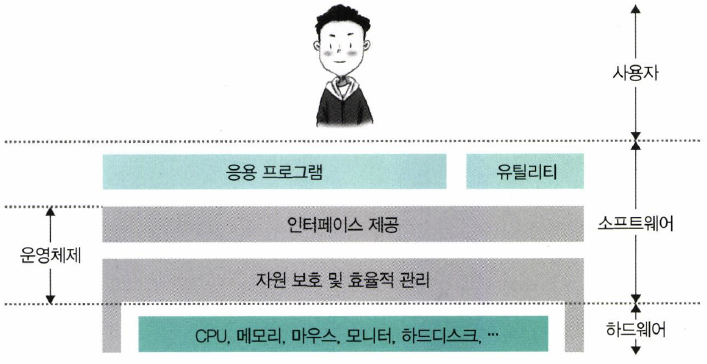 사용자
응용 프로그램
유틸리티
인터페이스 제공
소프트웨어
운영체제
자원 보호 및 효율적 관리
하드웨어
CPU, 메모리, 마우스, 모니터, 하드디스크, …